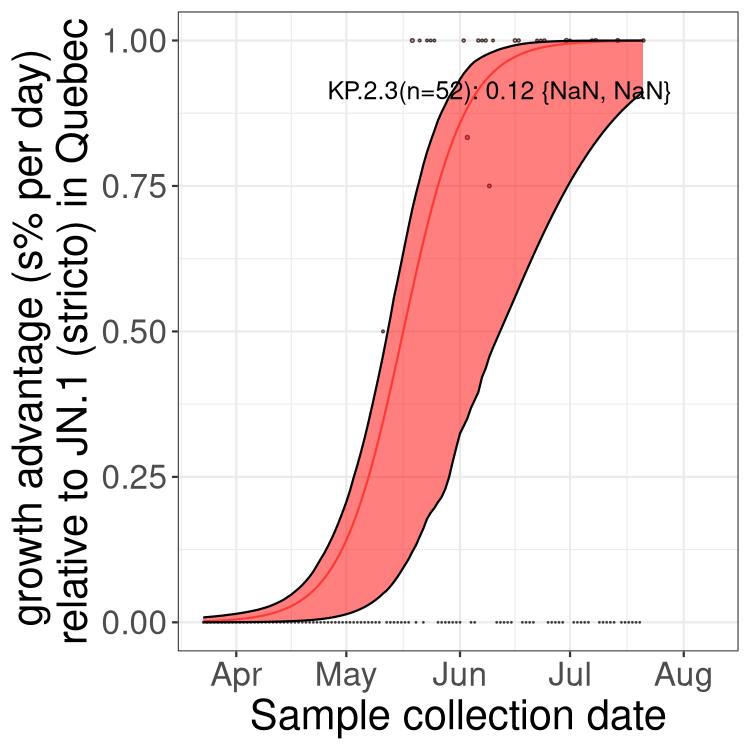 growth advantage (s% per day)
relative to JN.1 (stricto) in Quebec
1.00
0.75
0.50
0.25
0.00
KP.2.3(n=52): 0.12 {NaN, NaN}
Apr May Jun Jul Aug
Sample collection date